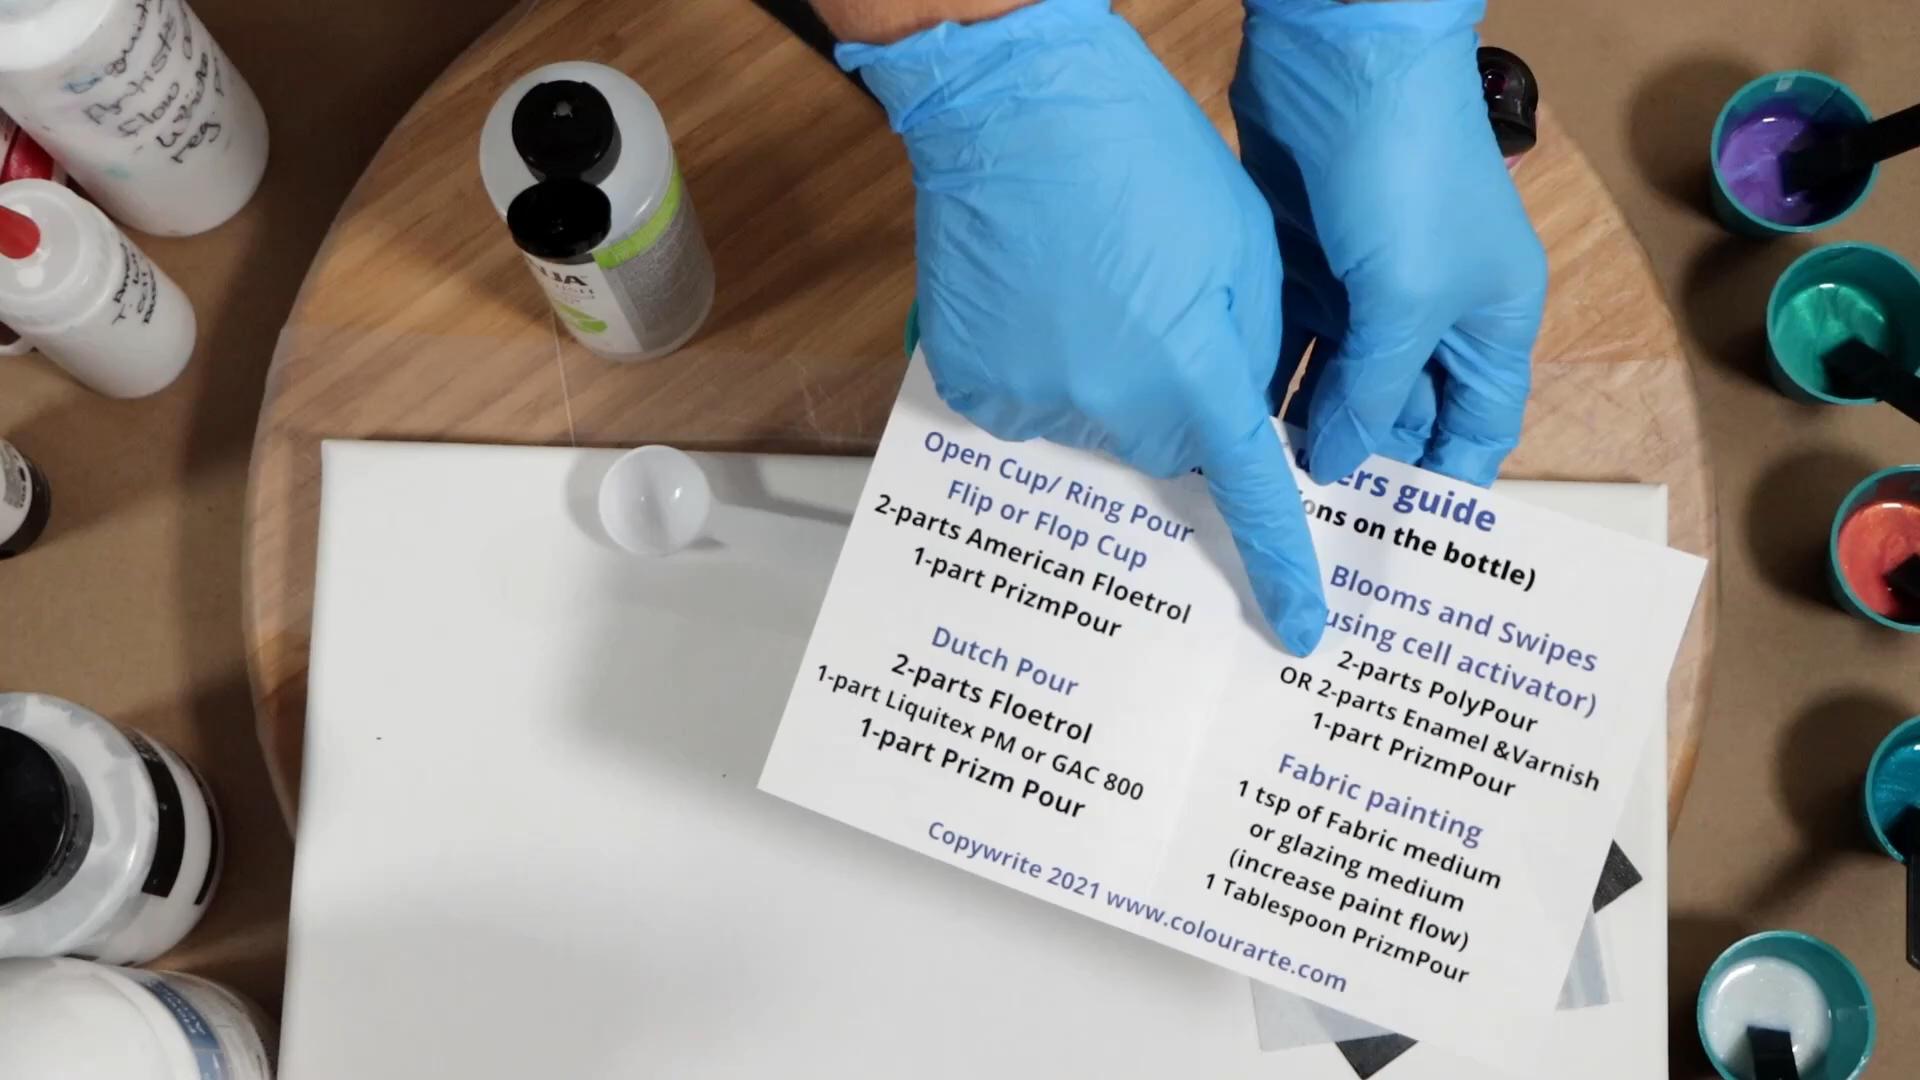 Artists
Flow
reg.
Open Cup/ Ring Pour
Flip or Flop Cup
2-parts American Floetrol
1-part PrizmPour
Dutch Pour
2-parts Floetrol
1-part Liquitex PM or GAC 800
1-part Prizm Pour
guide
on the bottle)
Blooms and Swipes
using cell activator)
2-parts PolyPour
OR 2-parts Enamel &Varnish
1-part PrizmPour
Fabric painting
1 tsp of Fabric medium
or glazing medium
(increase paint flow)
1 Tablespoon PrizmPour
Copywrite 2021 www.colourarte.com